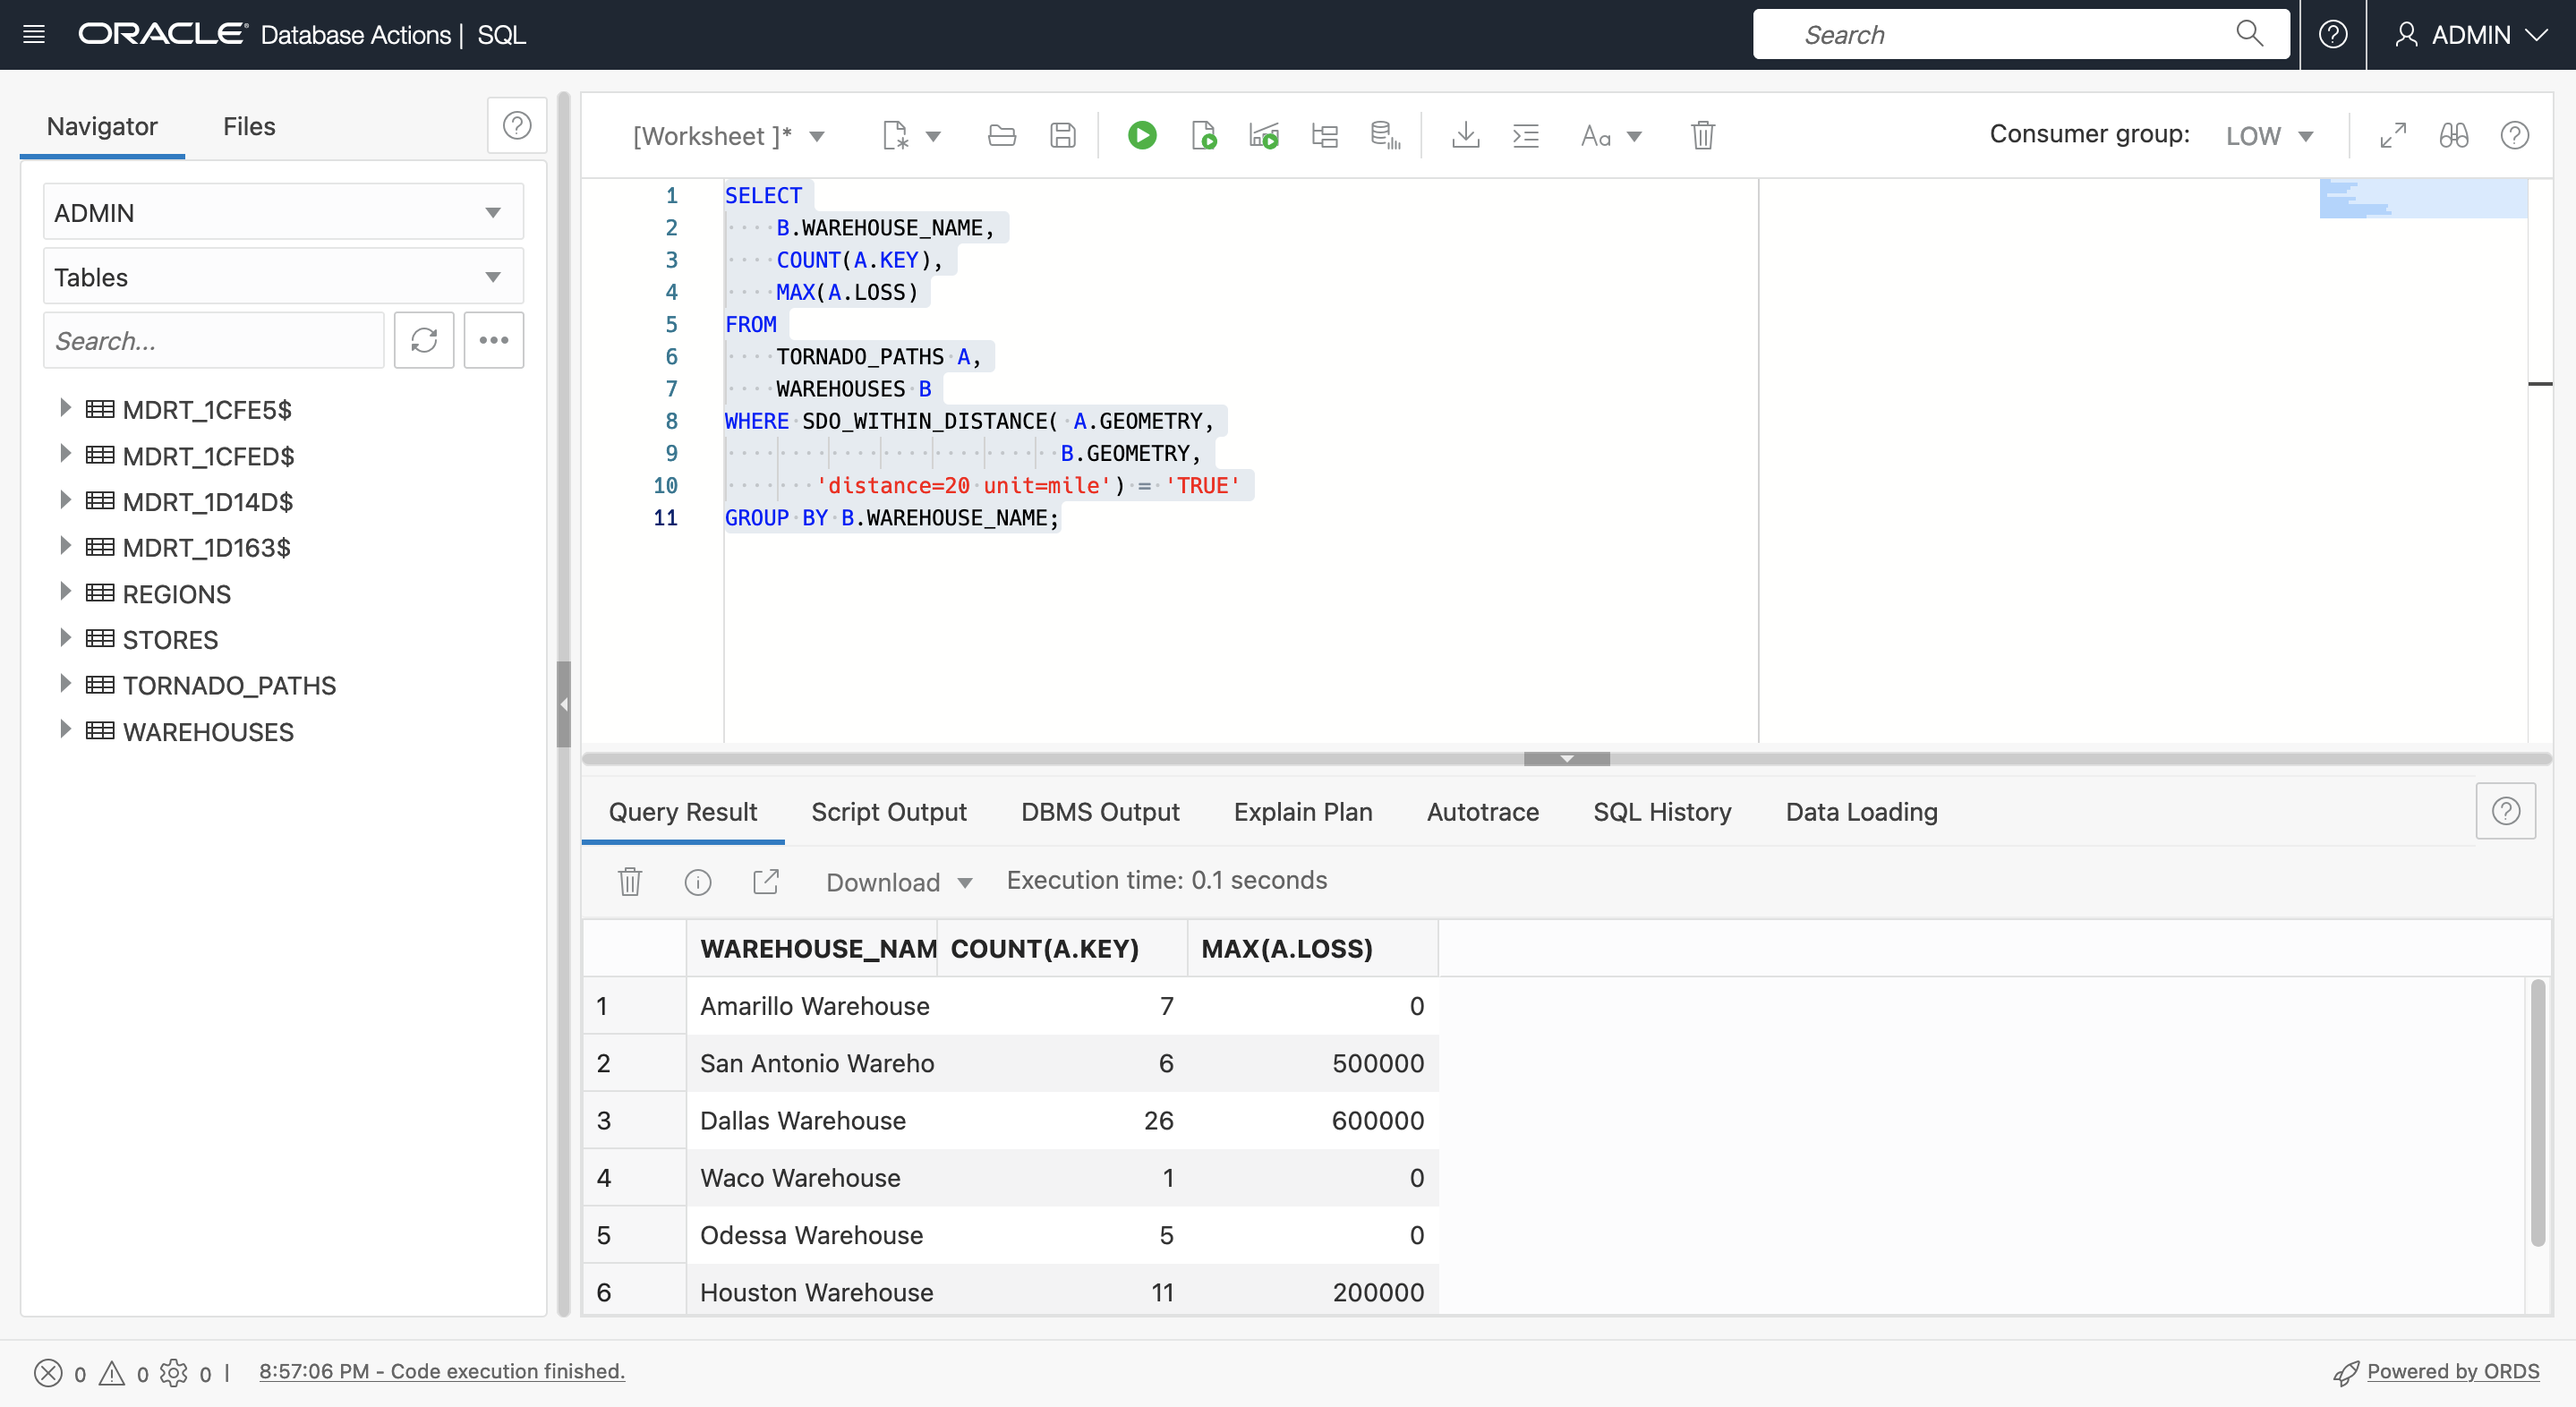 ORACLE Database Actions | SQL
Search
ADMIN
Navigator
Files
ADMIN
Tables
Search...
MDRT_1CFE5$
MDRT_1CFED$
MDRT_1D14D$
MDRT_1D163$
REGIONS
STORES
TORNADO_PATHS
WAREHOUSES
[Worksheet ]*
Aa
Consumer group: LOW
1 SELECT
2 B.WAREHOUSE_NAME,
3 COUNT(A.KEY),
4 MAX(A.LOSS)
5 FROM
6 TORNADO_PATHS A,
7 WAREHOUSES B
8 WHERE SDO_WITHIN_DISTANCE( A.GEOMETRY,
9 B.GEOMETRY,
10 'distance=20 unit=mile') = 'TRUE'
11 GROUP BY B.WAREHOUSE_NAME;
Query Result
Script Output
DBMS Output
Explain Plan
Autotrace
SQL History
Data Loading
Download
Execution time: 0.1 seconds
WAREHOUSE_NAM COUNT(A.KEY) MAX(A.LOSS)
1 Amarillo Warehouse 7 0
2 San Antonio Wareho 6 500000
3 Dallas Warehouse 26 600000
4 Waco Warehouse 1 0
5 Odessa Warehouse 5 0
6 Houston Warehouse 11 200000
0 0 0 | 8:57:06 PM - Code execution finished.
Powered by ORDS